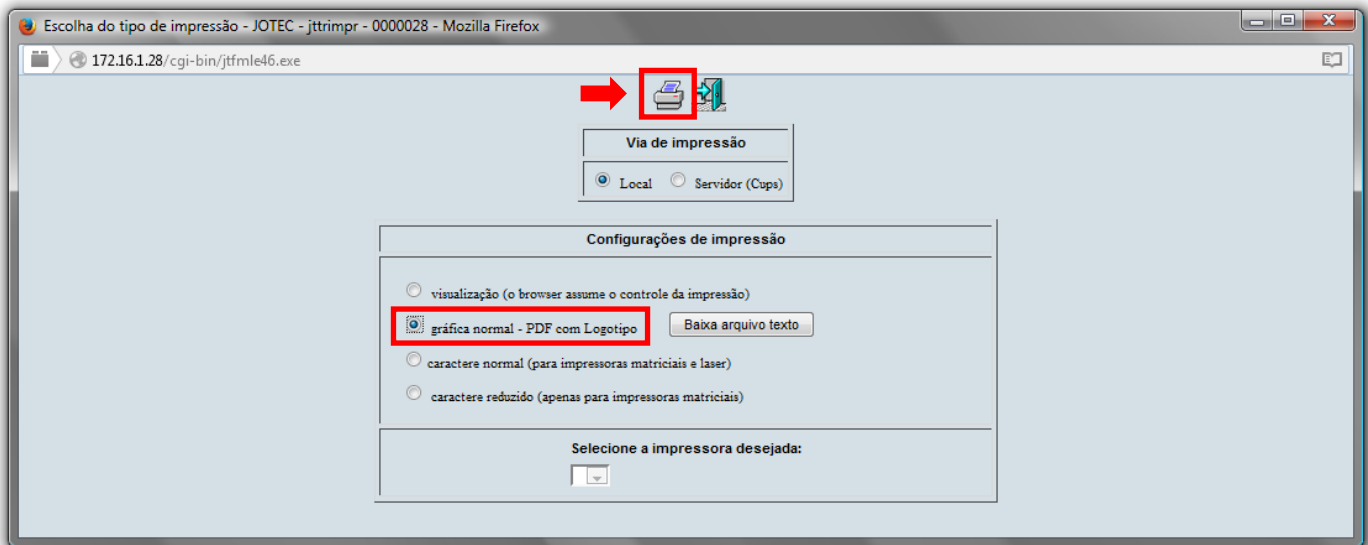 Escolha do tipo de impressão - JOTEC - jttrimpr - 0000028 - Mozilla Firefox
172.16.1.28/cgi-bin/jtfmle46.exe
Via de impressão
Local Servidor (Cups)
Configurações de impressão
visualização (o browser assume o controle da impressão)
gráfica normal - PDF com Logotipo Baixa arquivo texto
caractere normal (para impressoras matriciais e laser)
caractere reduzido (apenas para impressoras matriciais)
Selecione a impressora desejada: